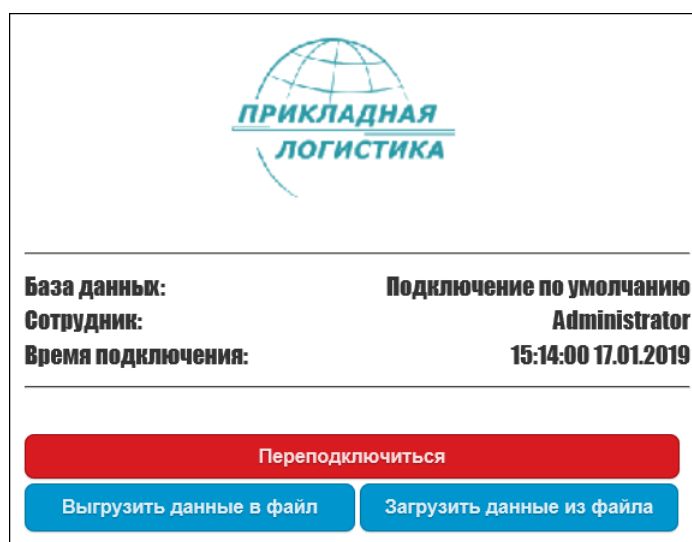 ПРИКЛАДНАЯ
ЛОГИСТИКА
База данных: Подключение по умолчанию
Сотрудник: Administrator
Время подключения: 15:14:00 17.01.2019
Переподключиться
Выгрузить данные в файл Загрузить данные из файла